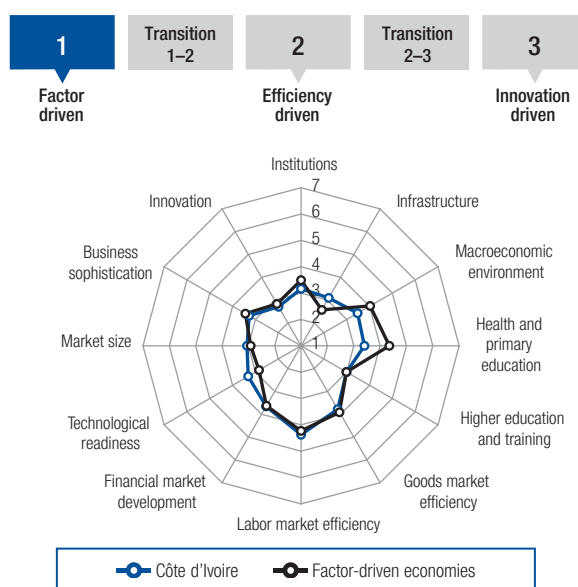 1
Transition
1–2
2
Transition
2–3
3
Factor
driven
Efficiency
driven
Innovation
driven
Institutions
7
6
5
4
3
2
1
Infrastructure
Macroeconomic
environment
Health and
primary
education
Higher education
and training
Goods market
efficiency
Labor market efficiency
Financial market
development
Technological
readiness
Market size
Business
sophistication
Innovation
Côte d'Ivoire
Factor-driven economies